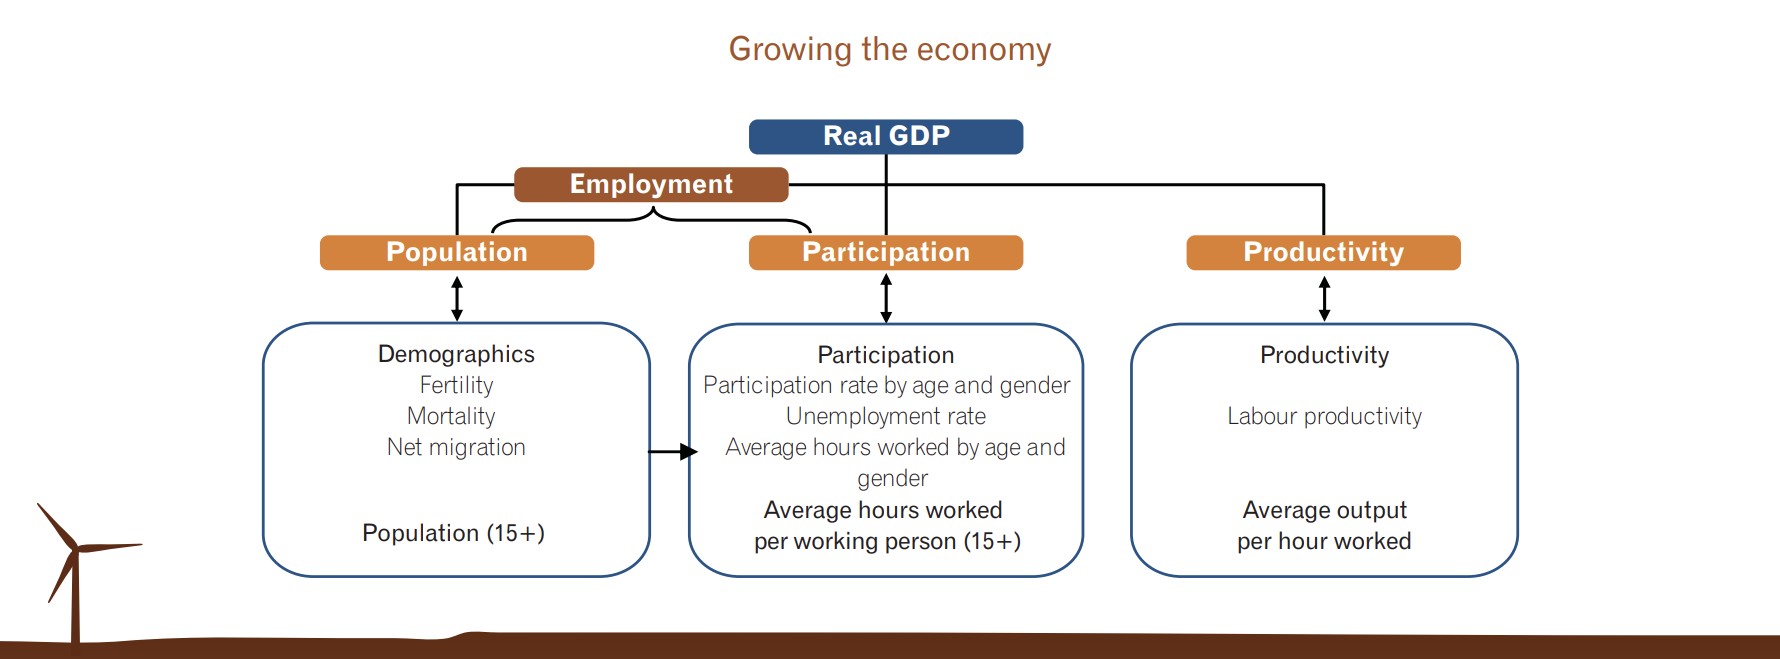 Growing the economy
Real GDP
Employment
Population
Participation
Productivity
Demographics
Fertility
Mortality
Net migration
Population (15+)
Participation
Participation rate by age and gender
Unemployment rate
Average hours worked by age and
gender
Average hours worked
per working person (15+)
Productivity
Labour productivity
Average output
per hour worked